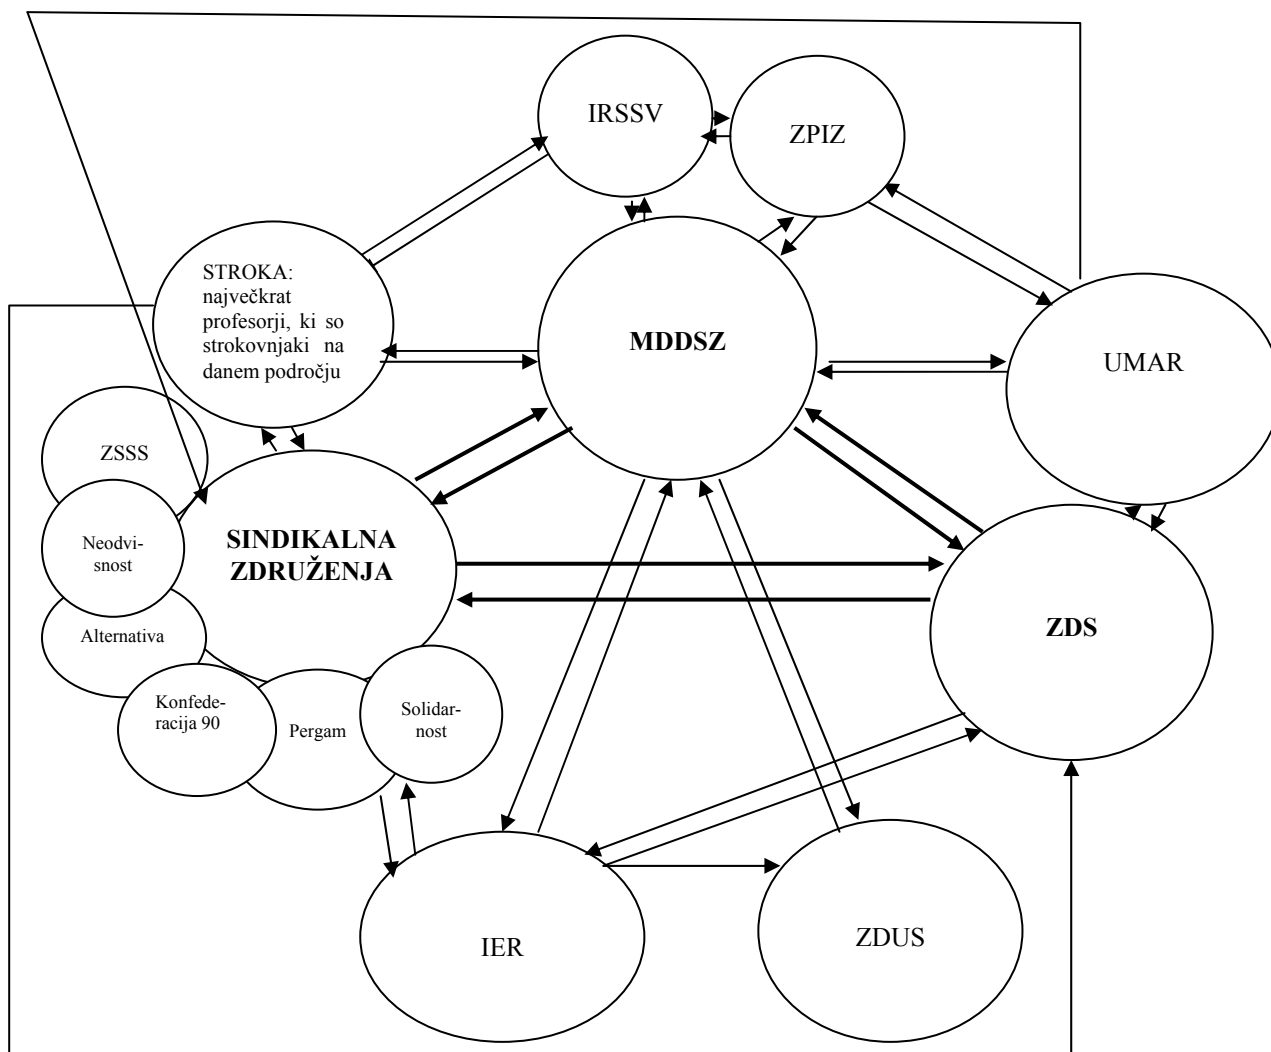 IRSSV
ZPIZ
STROKA:
največkrat
profesorji, ki so
strokovnjaki na
danem področju
MDDSZ
UMAR
ZSSS
Neodvi-
snost
SINDIKALNA
ZDRUŽENJA
Alternativa
ZDS
Konfede-
racija 90
Pergam
Solidar-
nost
IER
ZDUS